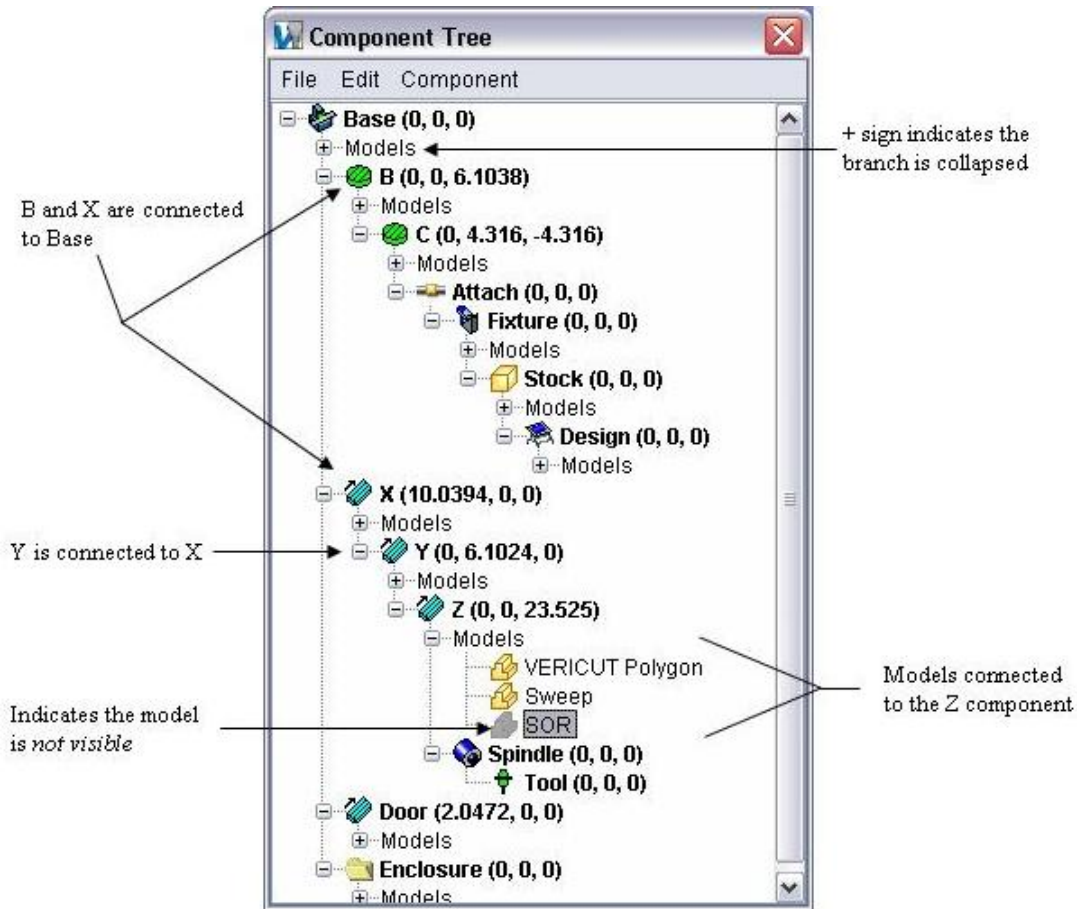 Component Tree
File Edit Component
Base (0, 0, 0)
Models
+ sign indicates the
branch is collapsed
B (0, 0, 6.1038)
Models
B and X are connected
to Base
C (0, 4.316, -4.316)
Models
Attach (0, 0, 0)
Fixture (0, 0, 0)
Models
Stock (0, 0, 0)
Models
Design (0, 0, 0)
Models
X (10.0394, 0, 0)
Models
Y is connected to X
Y (0, 6.1024, 0)
Models
Z (0, 0, 23.525)
Models
VERICUT Polygon
Sweep
SOR
Models connected
to the Z component
Indicates the model
is not visible
Spindle (0, 0, 0)
Tool (0, 0, 0)
Door (2.0472, 0, 0)
Models
Enclosure (0, 0, 0)
Models